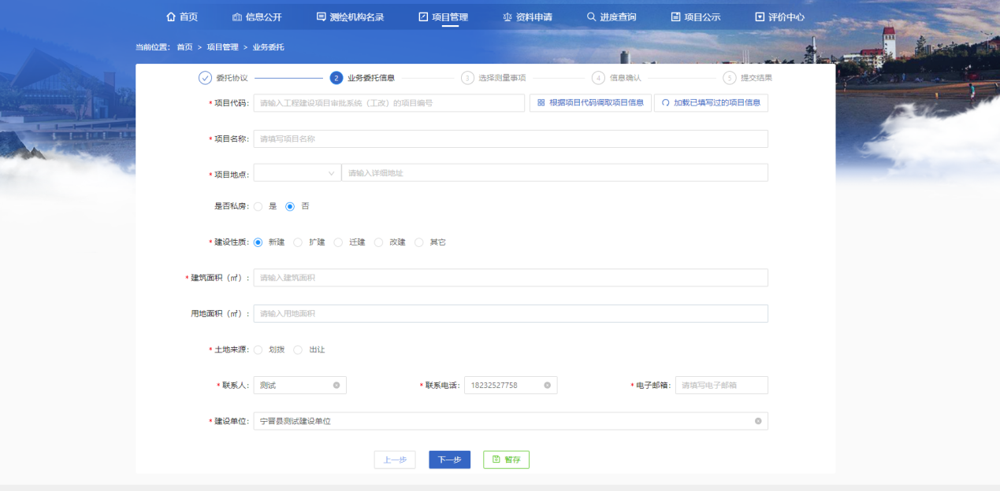 首页 信息公开 测绘机构名录 项目管理 资料申请 进度查询 项目公示 评价中心
当前位置： 首页 > 项目管理 > 业务委托
委托协议 2 业务委托信息 3 选择测量事项 4 信息确认 5 提交结果
* 项目代码： 请输入工程建设项目审批系统（工改）的项目编号 根据项目代码调取项目信息 加载已填写过的项目信息
* 项目名称： 请填写项目名称
* 项目地点： 请输入详细地址
是否私房： 是 否
* 建设性质： 新建 扩建 迁建 改建 其它
* 建筑面积（㎡）： 请输入建筑面积
用地面积（㎡）： 请输入用地面积
* 土地来源： 划拨 出让
* 联系人： 测试 * 联系电话： 18232527758 * 电子邮箱： 请填写电子邮箱
* 建设单位： 宁晋县测试建设单位
上一步 下一步 暂存